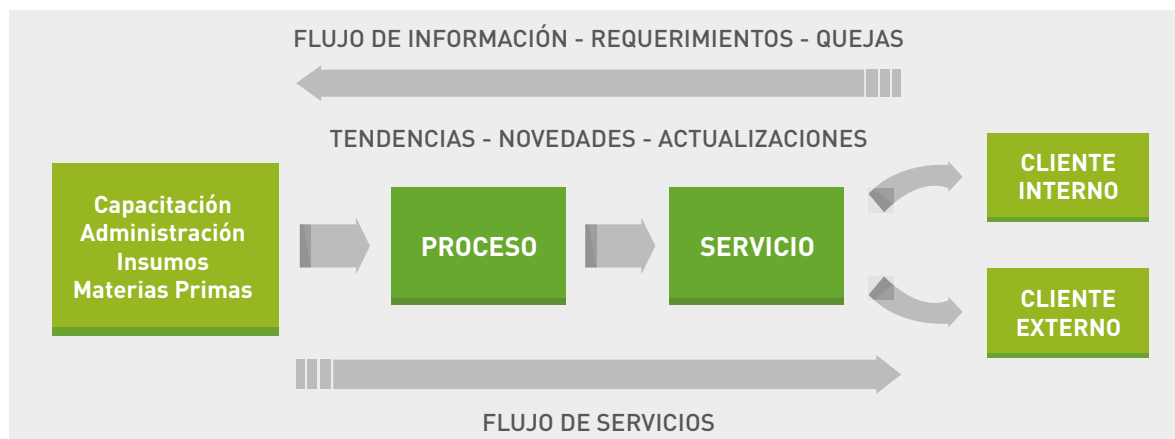 FLUJO DE INFORMACIÓN - REQUERIMIENTOS - QUEJAS
TENDENCIAS - NOVEDADES - ACTUALIZACIONES
Capacitación
Administración
Insumos
Materias Primas
PROCESO
SERVICIO
CLIENTE
INTERNO
CLIENTE
EXTERNO
FLUJO DE SERVICIOS